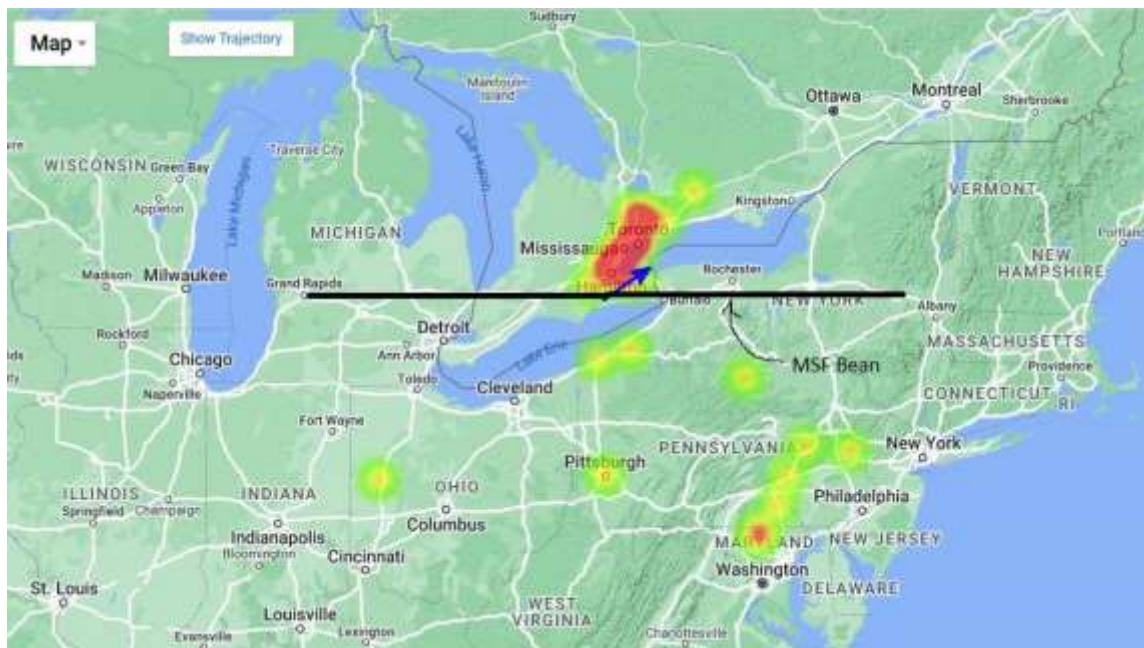 Map
Show Trajectory
Sudbury
Manitoulin
Island
Ottawa
Montreal
Sherbrooke
WISCONSIN
Green Bay
Appleton
Traverse City
Lake Michigan
Lake Huron
MICHIGAN
Kingston
VERMONT
Portland
Toronto
Mississauga
Hamilton
Rochester
NEW
HAMPSHIRE
Madison
Milwaukee
Grand Rapids
Buffalo
NEW YORK
Albany
Rockford
Detroit
Ann Arbor
Lake Erie
MSF Bean
MASSACHUSETTS
Providence
Chicago
Naperville
Toledo
Cleveland
CONNECTICUT
RI
Fort Wayne
PENNSYLVANIA
New York
Pittsburgh
ILLINOIS
Springfield
Champaign
INDIANA
OHIO
Columbus
Philadelphia
Indianapolis
Bloomington
Cincinnati
MARYLAND
NEW JERSEY
Washington
DELAWARE
St. Louis
Louisville
WEST
VIRGINIA
Evansville
Lexington
Charlottesville